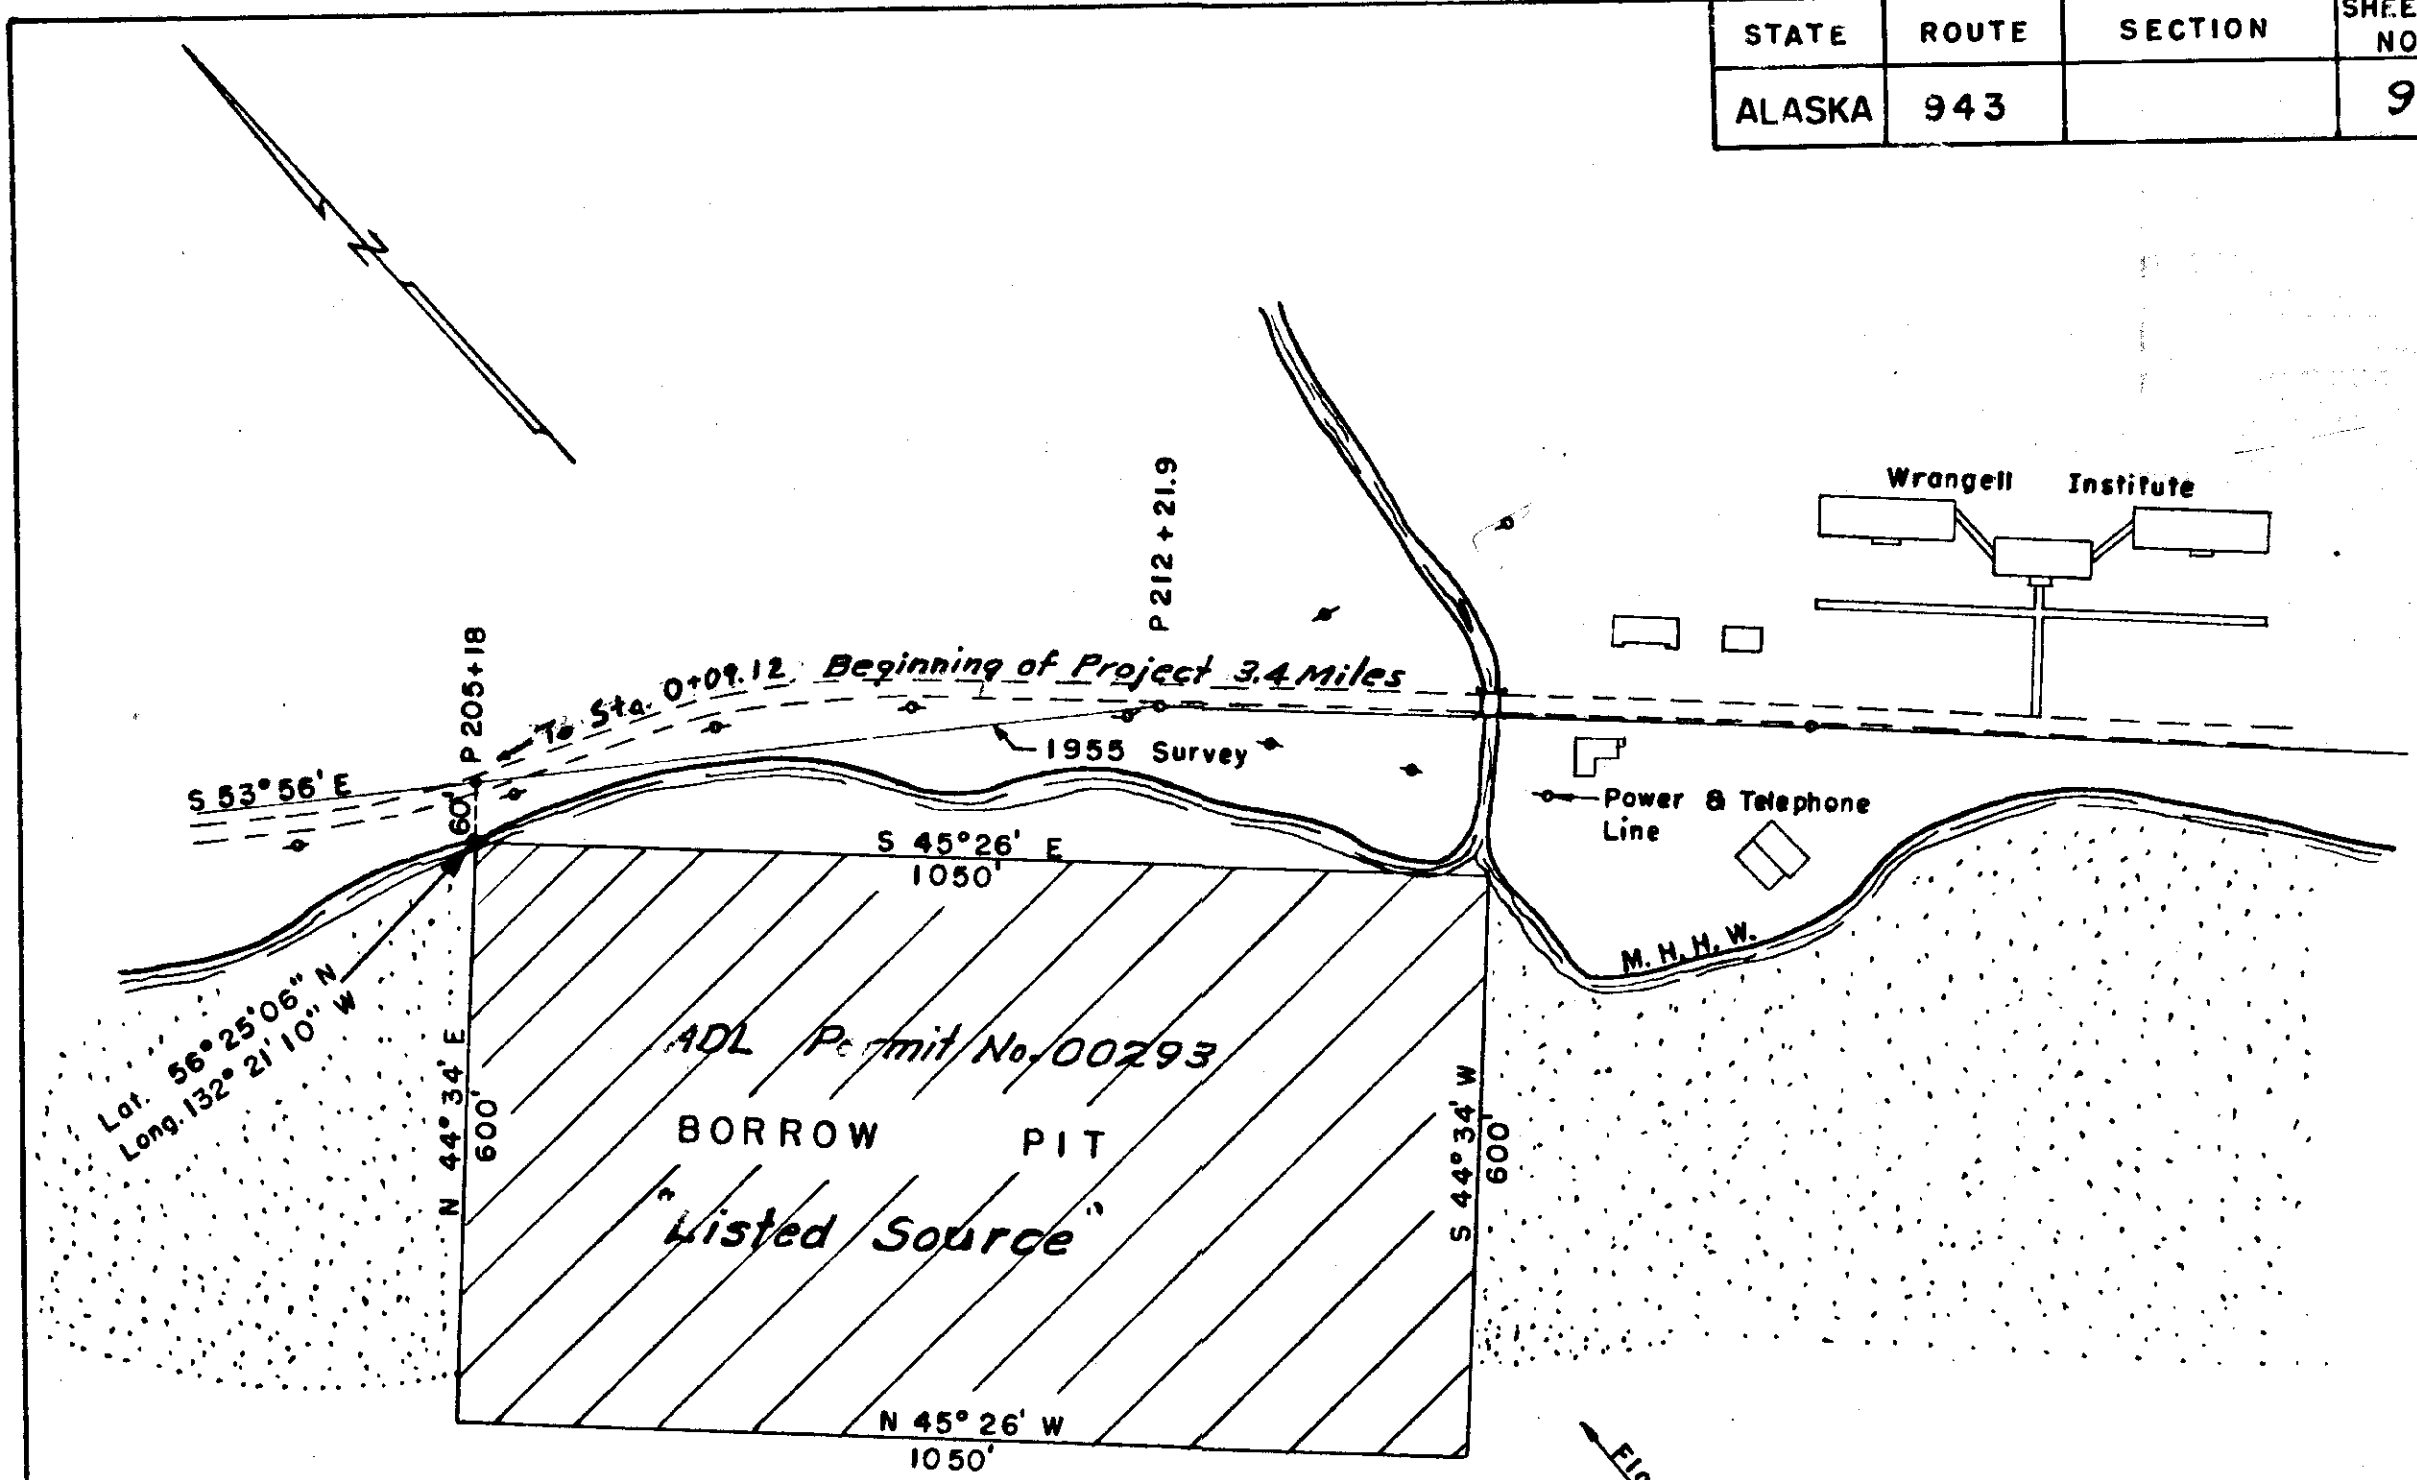 STATE ROUTE SECTION SHEE
NO
ALASKA 943 9
N
Wrangell Institute
P 212 + 21.9
P 205+18
To Sta. 0+09.12 Beginning of Project 3.4 Miles
1955 Survey
S 53°56' E
60'
Power & Telephone
Line
S 45°26' E
1050'
M. H. H. W.
Lat. 56°25'06" N
Long. 132°21'10" W
N 44°34' E
600'
ADL Permit No. 00293
BORROW PIT
"Listed Source"
S 44°34' W
600'
N 45°26' W
1050'